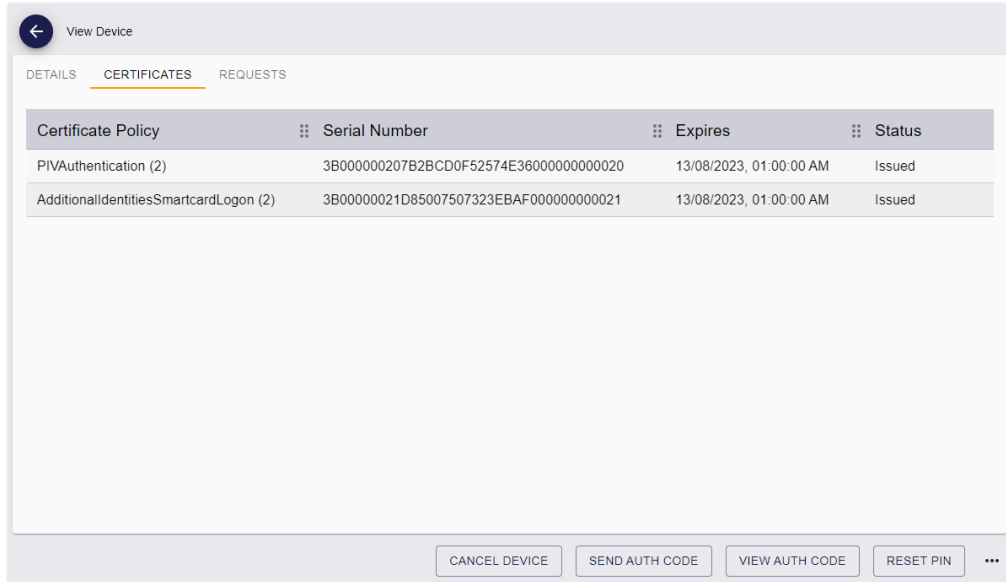 View Device
DETAILS CERTIFICATES REQUESTS
Certificate Policy Serial Number Expires Status
PIVAuthentication (2) 3B000000207B2BCD0F52574E36000000000020 13/08/2023, 01:00:00 AM Issued
AdditionalIdentitiesSmartcardLogon (2) 3B00000021D85007507323EBAF000000000021 13/08/2023, 01:00:00 AM Issued
CANCEL DEVICE SEND AUTH CODE VIEW AUTH CODE RESET PIN